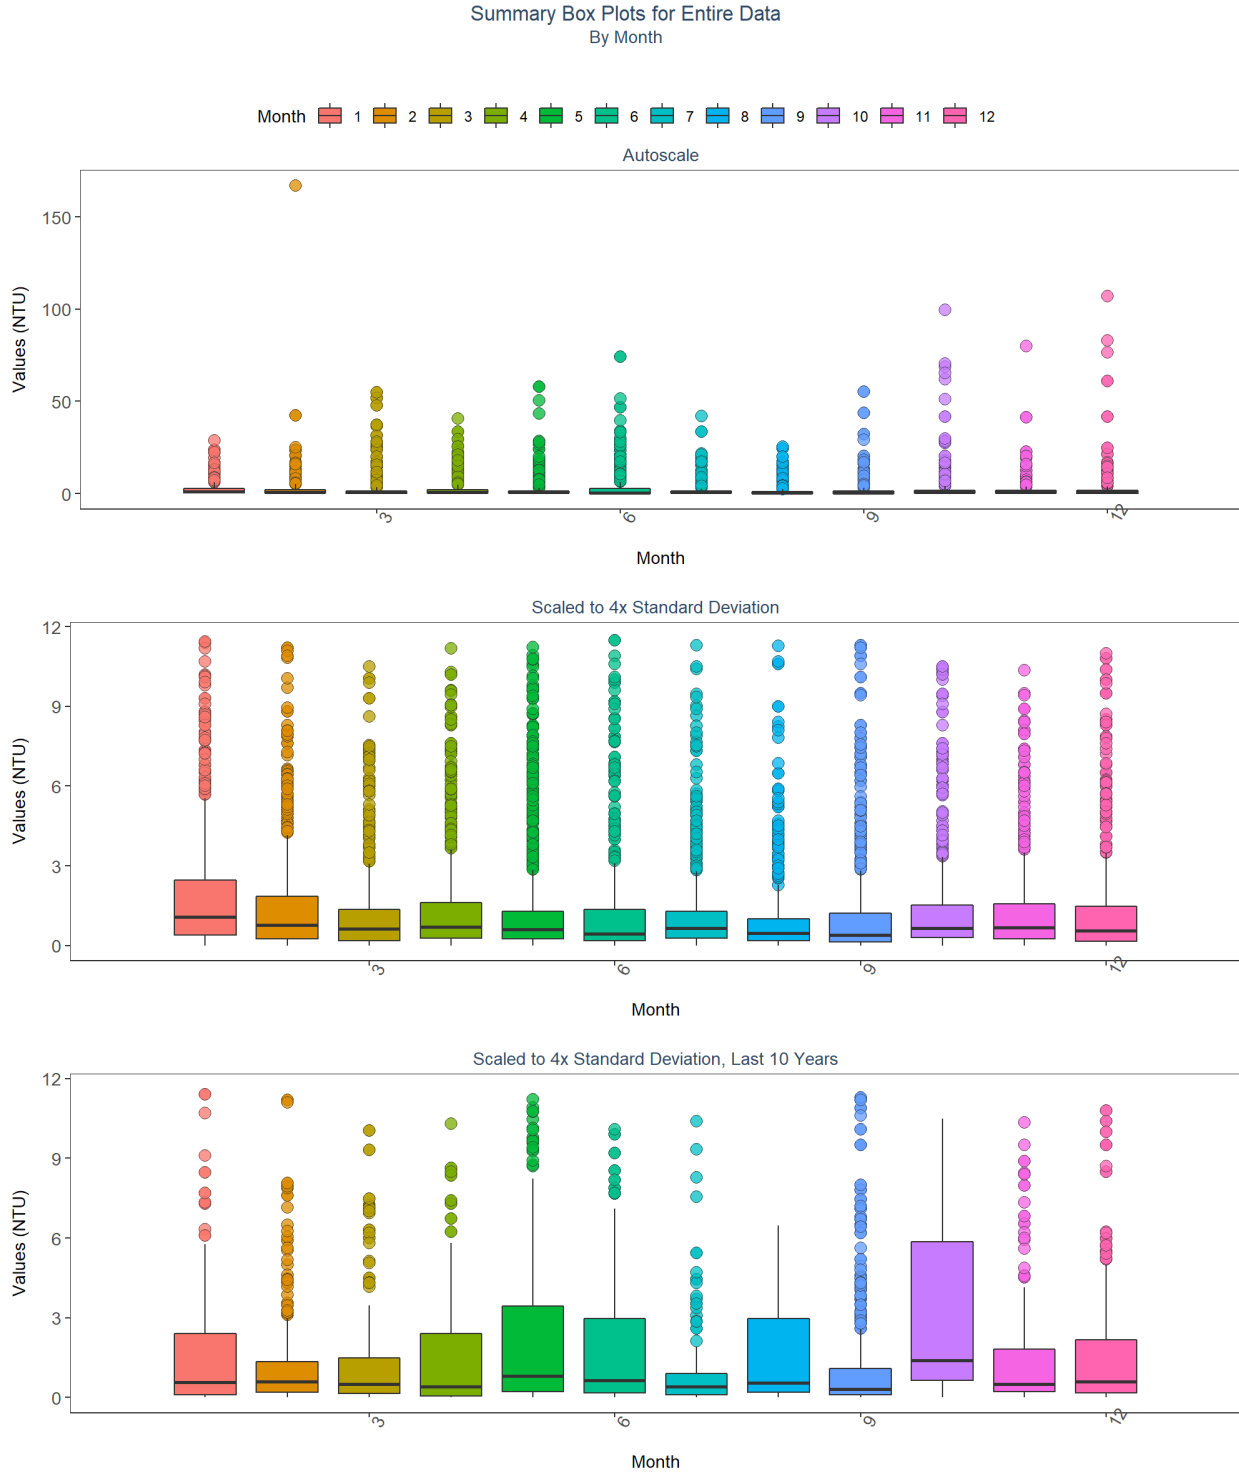 Summary Box Plots for Entire Data
By Month
Month 1 2 3 4 5 6 7 8 9 10 11 12
Autoscale
150
100
50
0
Values (NTU)
3 6 9 12
Month
Scaled to 4x Standard Deviation
12
9
6
3
0
Values (NTU)
3 6 9 12
Month
Scaled to 4x Standard Deviation, Last 10 Years
12
9
6
3
0
Values (NTU)
3 6 9 12
Month